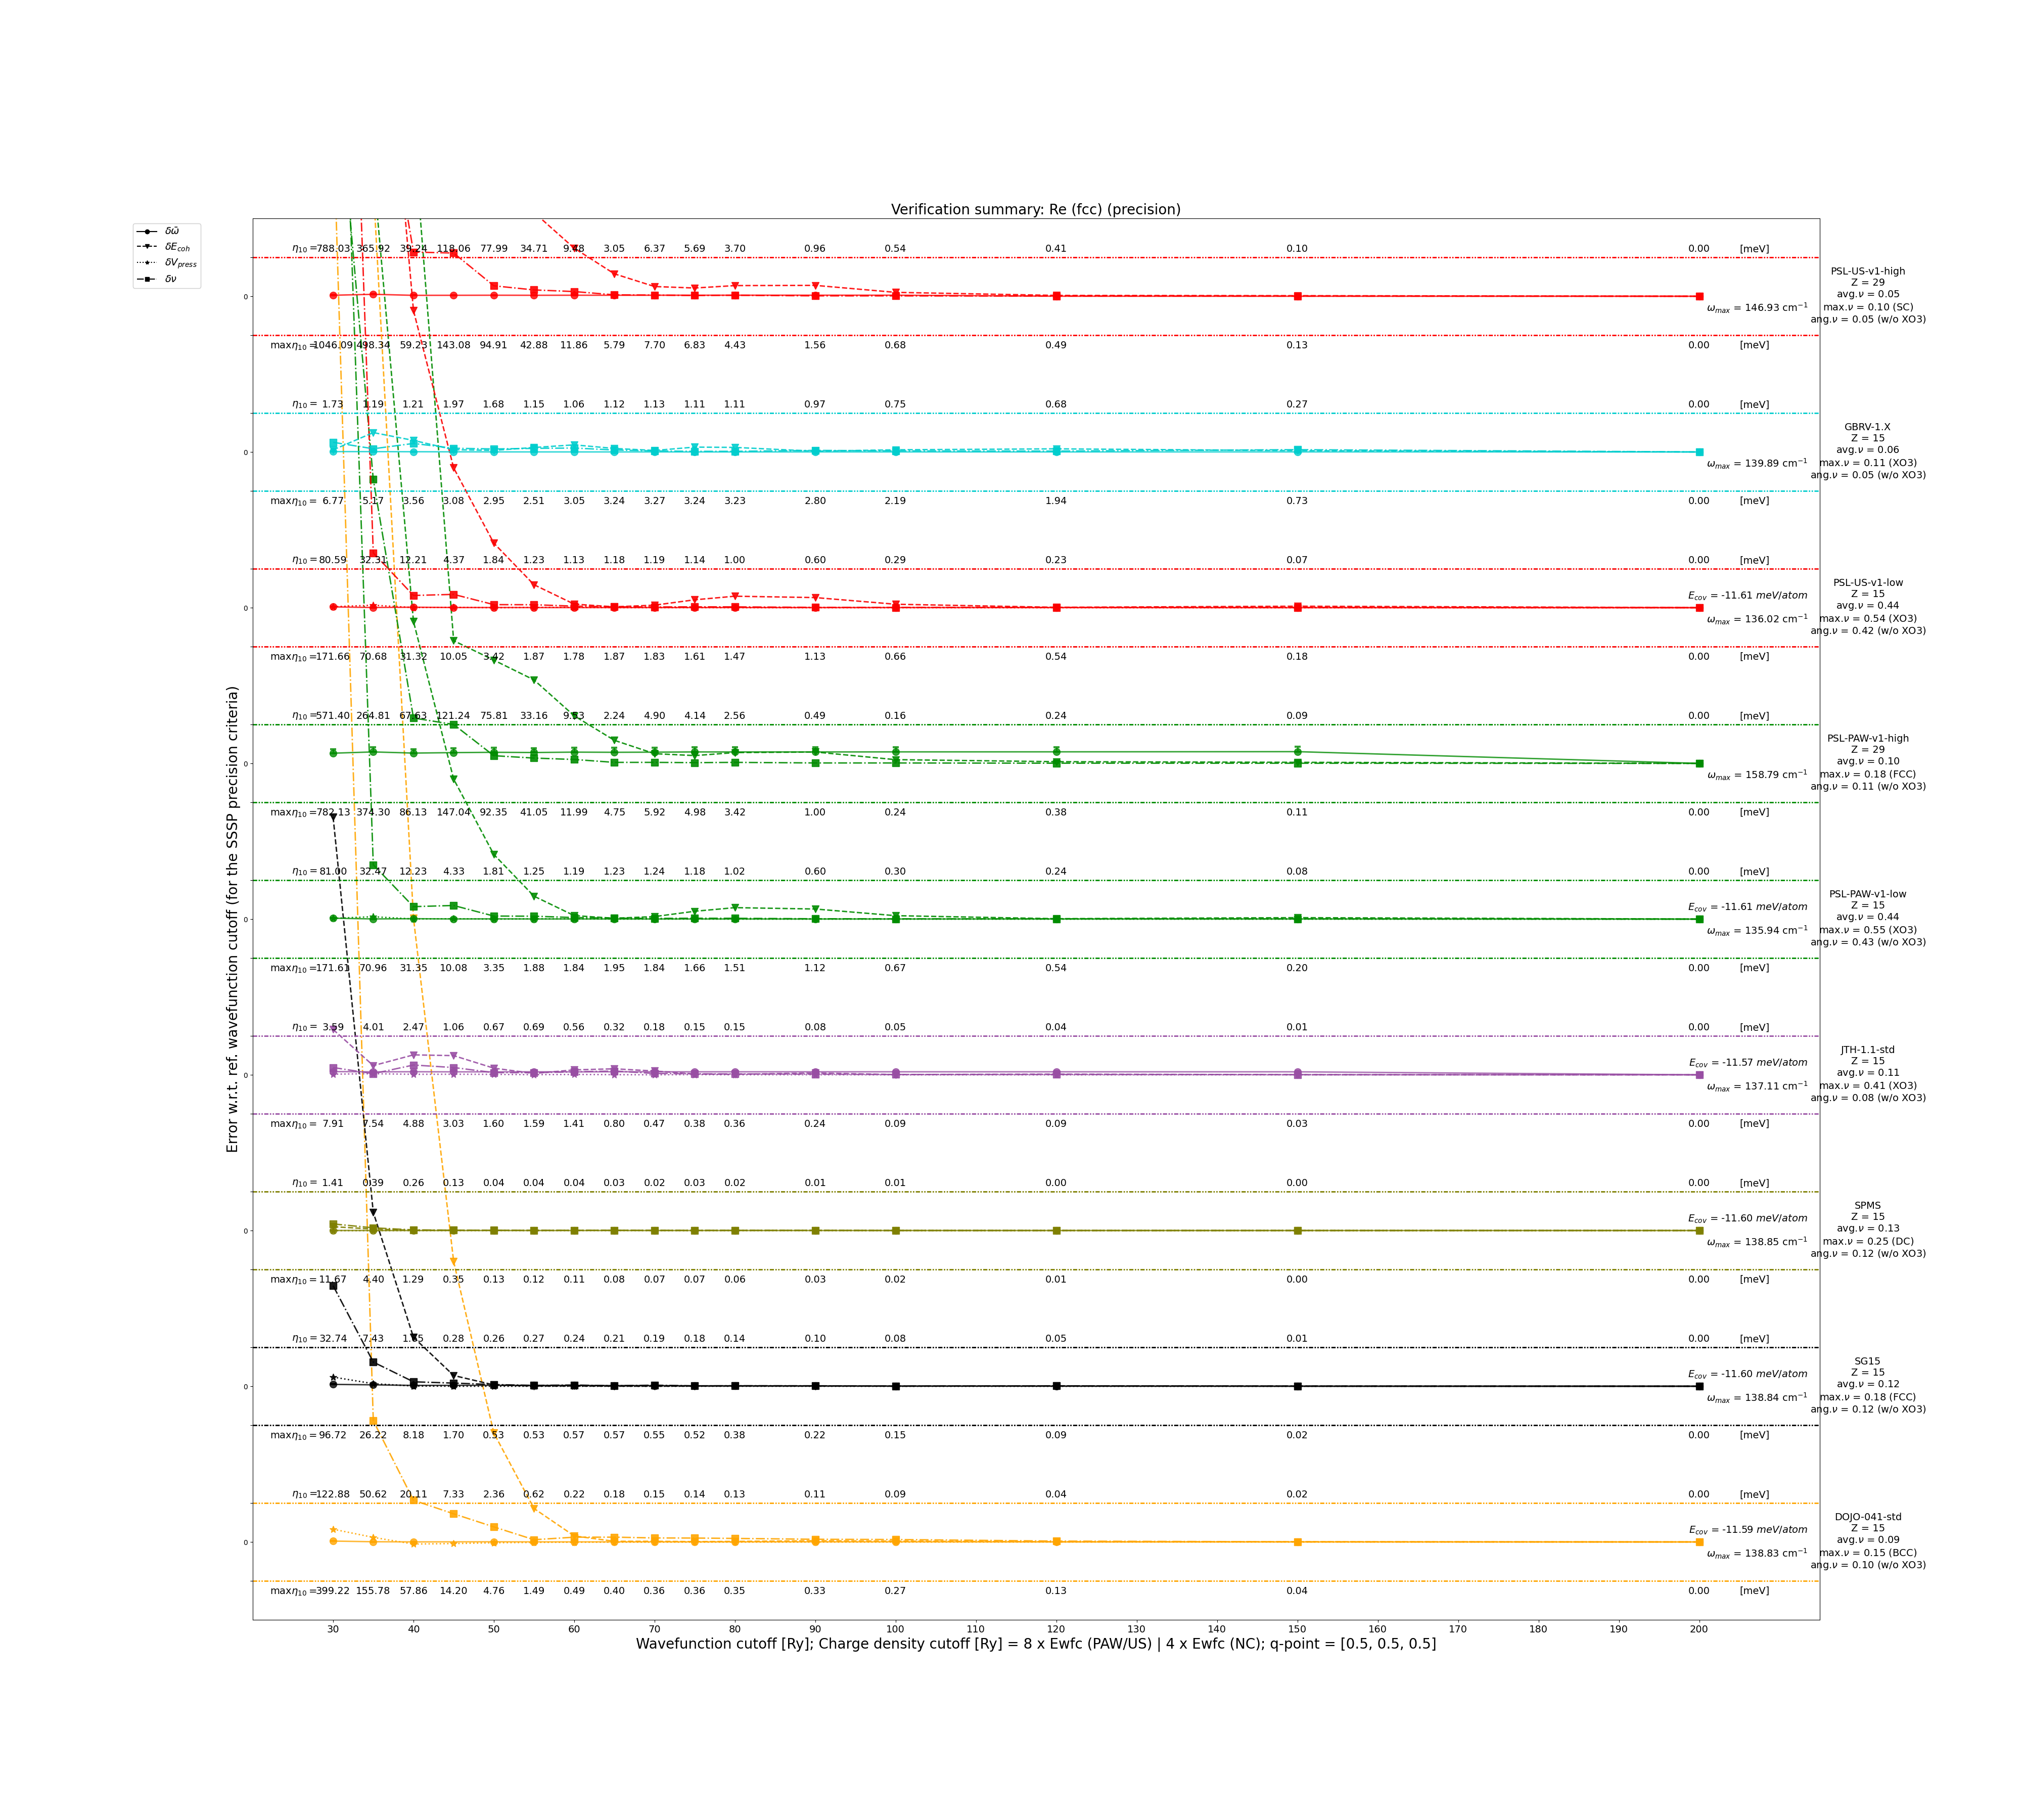 Verification summary: Re (fcc) (precision)
δω̄
δE_coh
δV_press
δν
η₁₀ = 788.03 365.92 39.24 118.06 77.99 34.71 9.48 3.05 6.37 5.69 3.70 0.96 0.54 0.41 0.10 0.00 [meV]
PSL-US-v1-high
Z = 29
avg.ν = 0.05
ω_max = 146.93 cm⁻¹ max.ν = 0.10 (SC)
ang.ν = 0.05 (w/o XO3)
maxη₁₀ = 1046.09 498.34 59.23 143.08 94.91 42.88 11.86 5.79 7.70 6.83 4.43 1.56 0.68 0.49 0.13 0.00 [meV]
η₁₀ = 1.73 1.19 1.21 1.97 1.68 1.15 1.06 1.12 1.13 1.11 1.11 0.97 0.75 0.68 0.27 0.00 [meV]
GBRV-1.X
Z = 15
avg.ν = 0.06
ω_max = 139.89 cm⁻¹ max.ν = 0.11 (XO3)
ang.ν = 0.05 (w/o XO3)
maxη₁₀ = 6.77 5.17 3.56 3.08 2.95 2.51 3.05 3.24 3.27 3.24 3.23 2.80 2.19 1.94 0.73 0.00 [meV]
η₁₀ = 80.59 32.31 12.21 4.37 1.84 1.23 1.13 1.18 1.19 1.14 1.00 0.60 0.29 0.23 0.07 0.00 [meV]
PSL-US-v1-low
Z = 15
E_cov = -11.61 meV/atom
avg.ν = 0.44
ω_max = 136.02 cm⁻¹ max.ν = 0.54 (XO3)
ang.ν = 0.42 (w/o XO3)
maxη₁₀ = 171.66 70.68 31.32 10.05 3.42 1.87 1.78 1.87 1.83 1.61 1.47 1.13 0.66 0.54 0.18 0.00 [meV]
η₁₀ = 571.40 264.81 67.63 121.24 75.81 33.16 9.33 2.24 4.90 4.14 2.56 0.49 0.16 0.24 0.09 0.00 [meV]
PSL-PAW-v1-high
Z = 29
avg.ν = 0.10
ω_max = 158.79 cm⁻¹ max.ν = 0.18 (FCC)
ang.ν = 0.11 (w/o XO3)
maxη₁₀ = 782.13 374.30 86.13 147.04 92.35 41.05 11.99 4.75 5.92 4.98 3.42 1.00 0.24 0.38 0.11 0.00 [meV]
η₁₀ = 81.00 32.47 12.23 4.33 1.81 1.25 1.19 1.23 1.24 1.18 1.02 0.60 0.30 0.24 0.08 0.00 [meV]
PSL-PAW-v1-low
Z = 15
E_cov = -11.61 meV/atom
avg.ν = 0.44
ω_max = 135.94 cm⁻¹ max.ν = 0.55 (XO3)
ang.ν = 0.43 (w/o XO3)
maxη₁₀ = 171.61 70.96 31.35 10.08 3.35 1.88 1.84 1.95 1.84 1.66 1.51 1.12 0.67 0.54 0.20 0.00 [meV]
η₁₀ = 3.59 4.01 2.47 1.06 0.67 0.69 0.56 0.32 0.18 0.15 0.15 0.08 0.05 0.04 0.01 0.00 [meV]
JTH-1.1-std
Z = 15
E_cov = -11.57 meV/atom
avg.ν = 0.11
ω_max = 137.11 cm⁻¹ max.ν = 0.41 (XO3)
ang.ν = 0.08 (w/o XO3)
maxη₁₀ = 7.91 7.54 4.88 3.03 1.60 1.59 1.41 0.80 0.47 0.38 0.36 0.24 0.09 0.09 0.03 0.00 [meV]
η₁₀ = 1.41 0.39 0.26 0.13 0.04 0.04 0.04 0.03 0.02 0.03 0.02 0.01 0.01 0.00 0.00 0.00 [meV]
SPMS
Z = 15
E_cov = -11.60 meV/atom
avg.ν = 0.13
ω_max = 138.85 cm⁻¹ max.ν = 0.25 (DC)
ang.ν = 0.12 (w/o XO3)
maxη₁₀ = 11.67 4.40 1.29 0.35 0.13 0.12 0.11 0.08 0.07 0.07 0.06 0.03 0.02 0.01 0.00 0.00 [meV]
η₁₀ = 32.74 7.43 0.28 0.26 0.27 0.24 0.21 0.19 0.18 0.14 0.10 0.08 0.05 0.01 0.00 [meV]
SG15
Z = 15
E_cov = -11.60 meV/atom
avg.ν = 0.12
ω_max = 138.84 cm⁻¹ max.ν = 0.18 (FCC)
ang.ν = 0.12 (w/o XO3)
maxη₁₀ = 96.72 26.22 8.18 1.70 0.53 0.53 0.57 0.57 0.55 0.52 0.38 0.22 0.15 0.09 0.02 0.00 [meV]
η₁₀ = 122.88 50.62 20.11 7.33 2.36 0.62 0.22 0.18 0.15 0.14 0.13 0.11 0.09 0.04 0.02 0.00 [meV]
DOJO-041-std
Z = 15
E_cov = -11.59 meV/atom
avg.ν = 0.09
ω_max = 138.83 cm⁻¹ max.ν = 0.15 (BCC)
ang.ν = 0.10 (w/o XO3)
maxη₁₀ = 399.22 155.78 57.86 14.20 4.76 1.49 0.49 0.40 0.36 0.36 0.35 0.33 0.27 0.13 0.04 0.00 [meV]
0
0
0
0
0
0
0
0
0
Error w.r.t. ref. wavefunction cutoff (for the SSSP precision criteria)
30 40 50 60 70 80 90 100 110 120 130 140 150 160 170 180 190 200
Wavefunction cutoff [Ry]; Charge density cutoff [Ry] = 8 x Ewfc (PAW/US) | 4 x Ewfc (NC); q-point = [0.5, 0.5, 0.5]